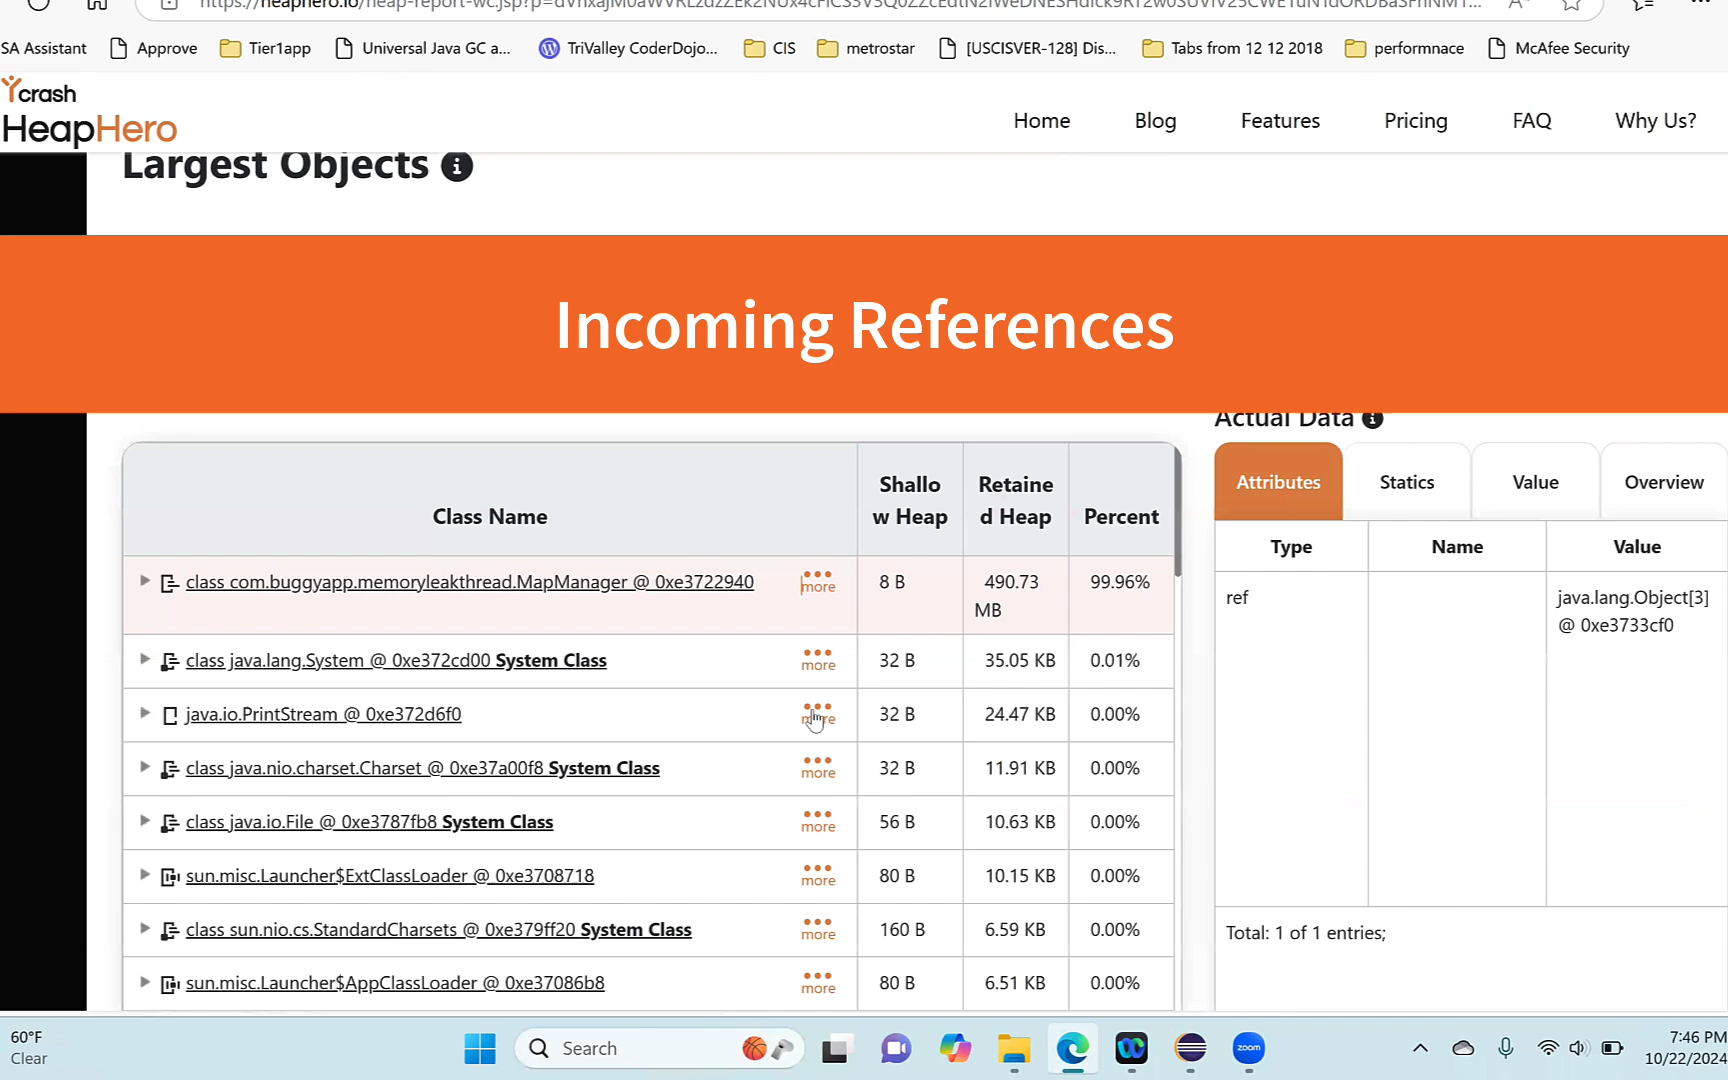 SA Assistant
Approve
Tier1app
Universal Java GC a...
TriValley CoderDojo...
CIS
metrostar
[USCISVER-128] Dis...
Tabs from 12 12 2018
performnace
McAfee Security
Ycrash
HeapHero
Home
Blog
Features
Pricing
FAQ
Why Us?
Largest Objects
Incoming References
Actual Data
Class Name
Shallo
w Heap
Retaine
d Heap
Percent
class com.buggyapp.memoryleakthread.MapManager @ 0xe3722940
more
8 B
490.73
MB
99.96%
class java.lang.System @ 0xe372cd00 System Class
more
32 B
35.05 KB
0.01%
java.io.PrintStream @ 0xe372d6f0
more
32 B
24.47 KB
0.00%
class java.nio.charset.Charset @ 0xe37a00f8 System Class
more
32 B
11.91 KB
0.00%
class java.io.File @ 0xe3787fb8 System Class
more
56 B
10.63 KB
0.00%
sun.misc.Launcher$ExtClassLoader @ 0xe3708718
more
80 B
10.15 KB
0.00%
class sun.nio.cs.StandardCharsets @ 0xe379ff20 System Class
more
160 B
6.59 KB
0.00%
sun.misc.Launcher$AppClassLoader @ 0xe37086b8
more
80 B
6.51 KB
0.00%
Attributes
Statics
Value
Overview
Type
Name
Value
ref
java.lang.Object[3]
@ 0xe3733cf0
Total: 1 of 1 entries;
60°F
Clear
Search
zoom
7:46 PM
10/22/2024